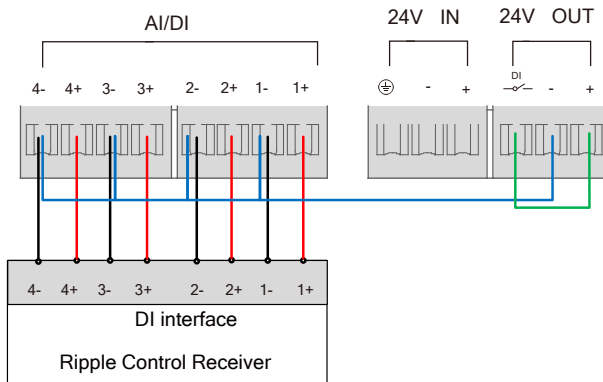 AI/DI 24V IN 24V OUT
4- 4+ 3- 3+ 2- 2+ 1- 1+ - + DI - +
4- 4+ 3- 3+ 2- 2+ 1- 1+
DI interface
Ripple Control Receiver